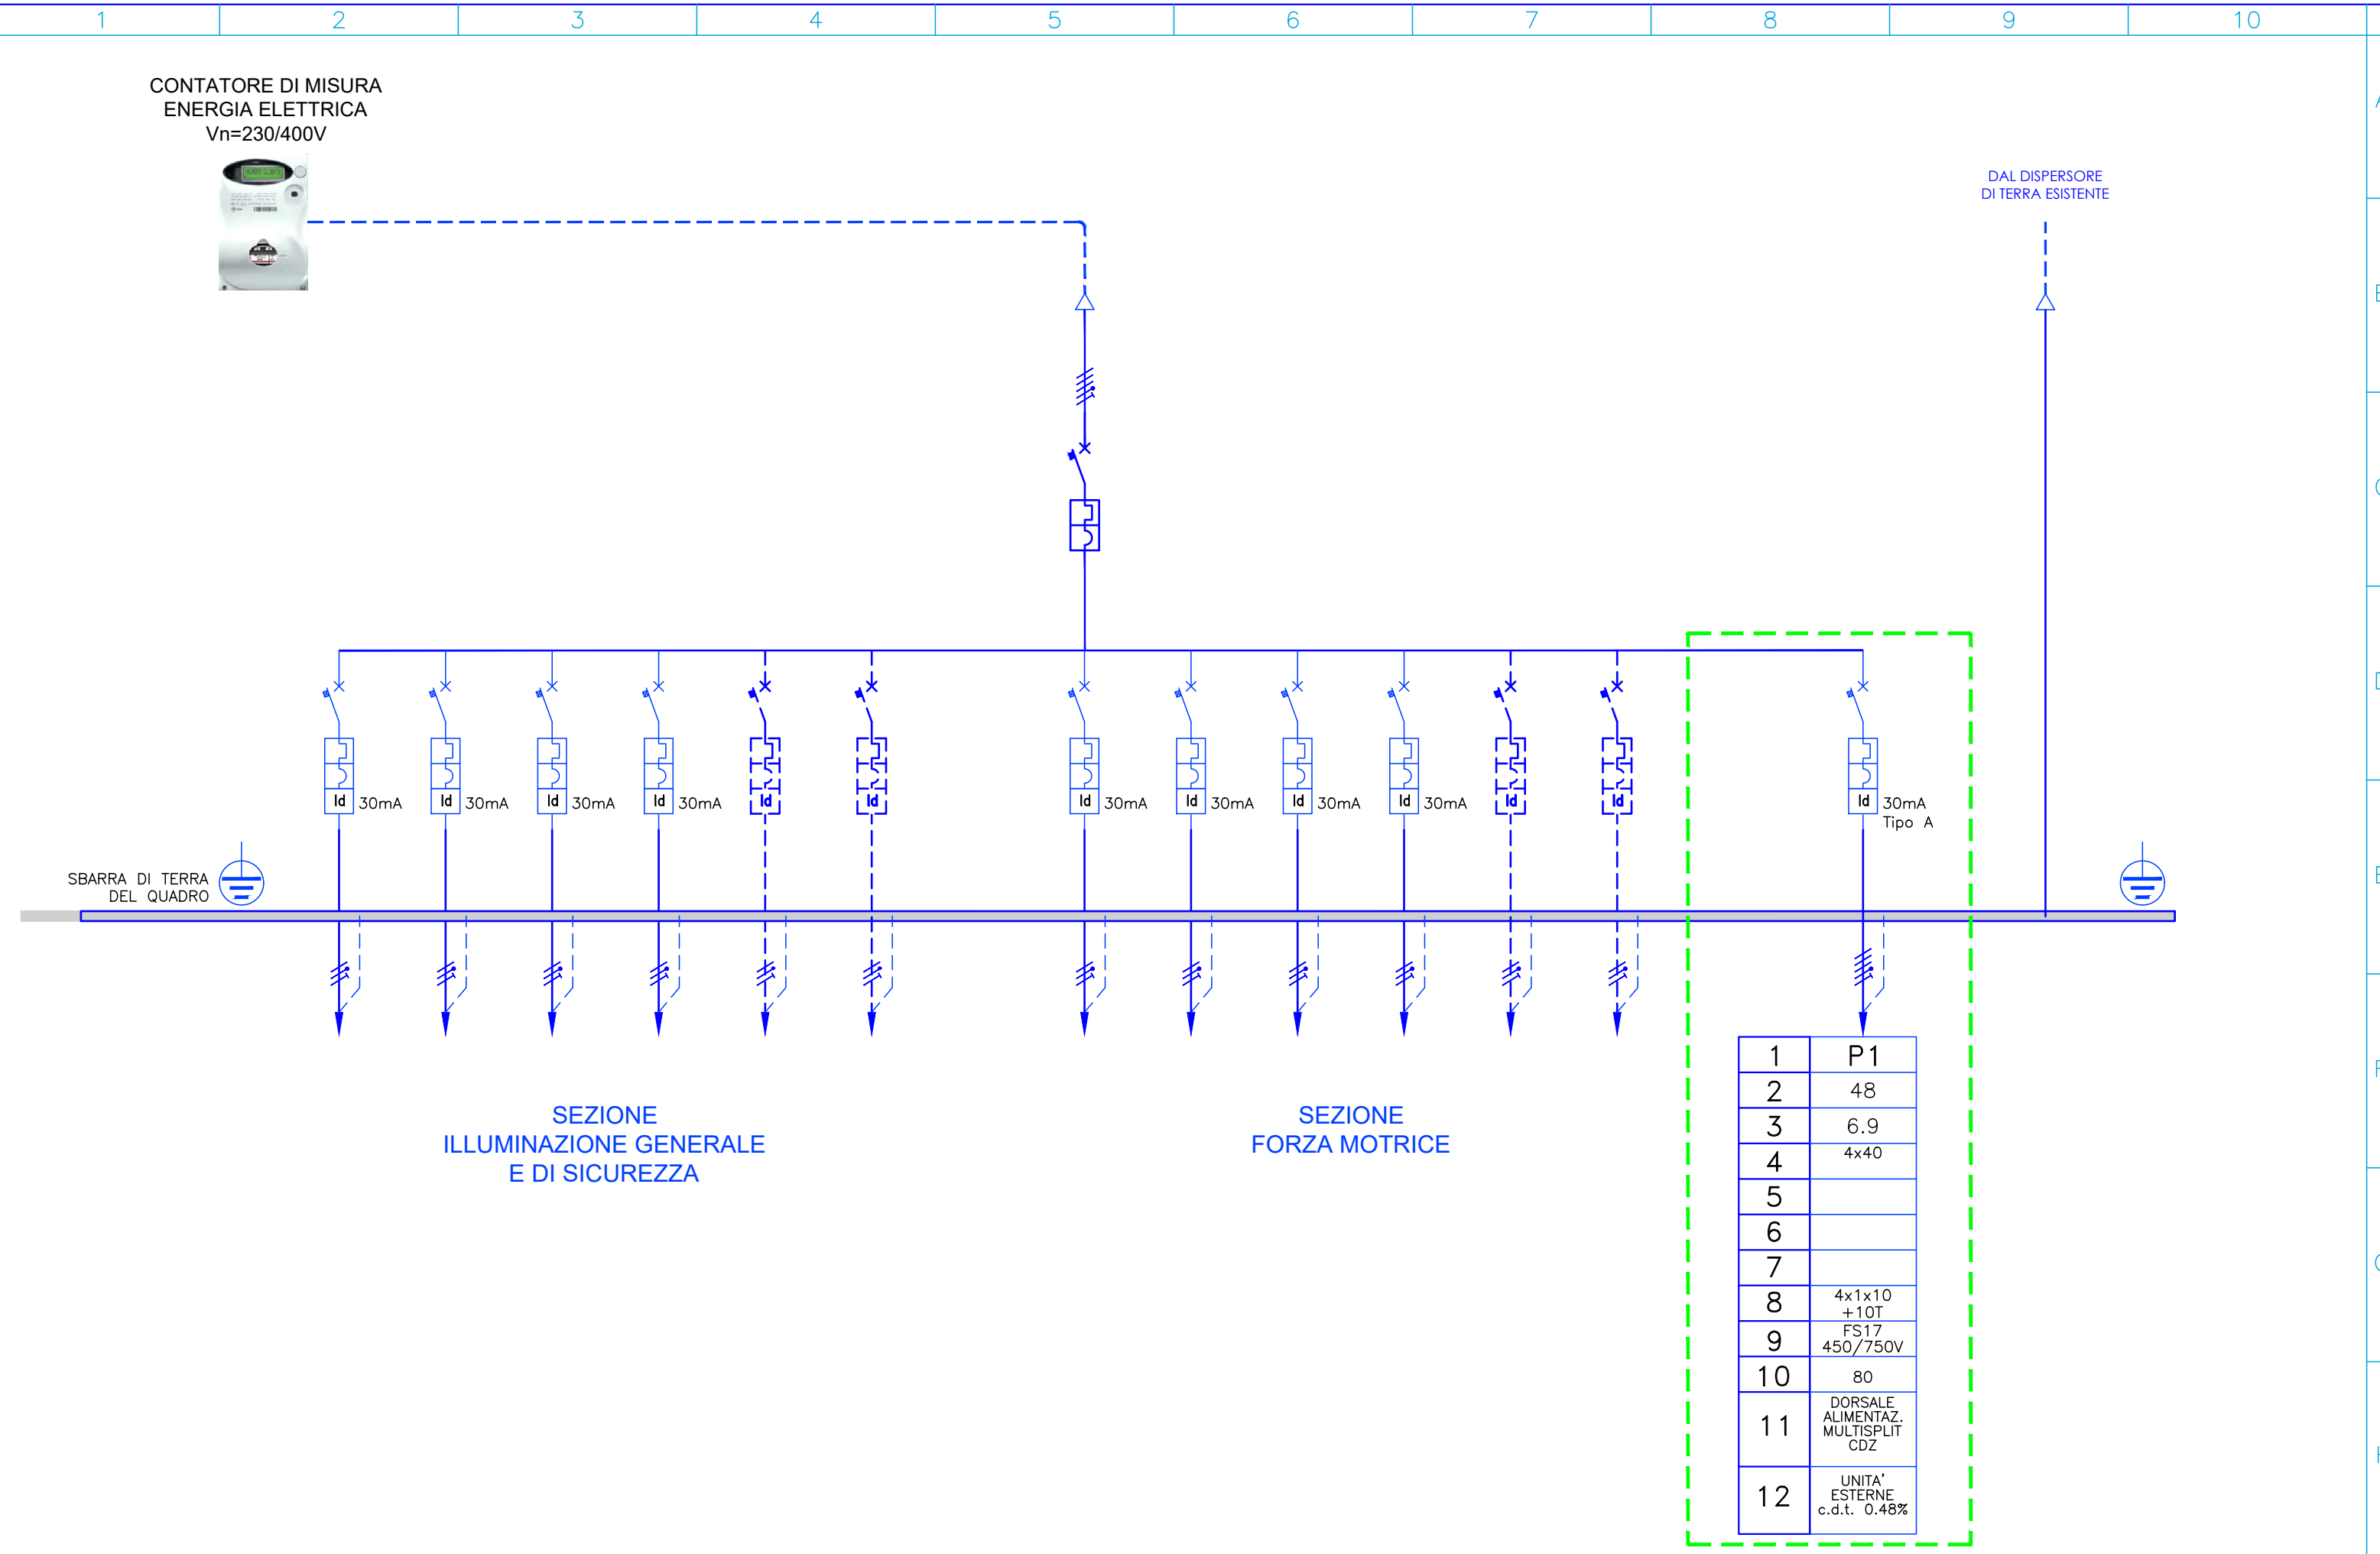 1 2 3 4 5 6 7 8 9 10
CONTATORE DI MISURA
ENERGIA ELETTRICA
Vn=230/400V
DAL DISPERSORE
DI TERRA ESISTENTE
Id 30mA Id 30mA Id 30mA Id 30mA Id Id Id 30mA Id 30mA Id 30mA Id 30mA Id Id Id 30mA
Tipo A
SBARRA DI TERRA
DEL QUADRO
SEZIONE
ILLUMINAZIONE GENERALE
E DI SICUREZZA
SEZIONE
FORZA MOTRICE
1 P1
2 48
3 6.9
4 4x40
5
6
7
8 4x1x10
+10T
9 FS17
450/750V
10 80
11 DORSALE
ALIMENTAZ.
MULTISPLIT
CDZ
12 UNITA'
ESTERNE
c.d.t. 0.48%